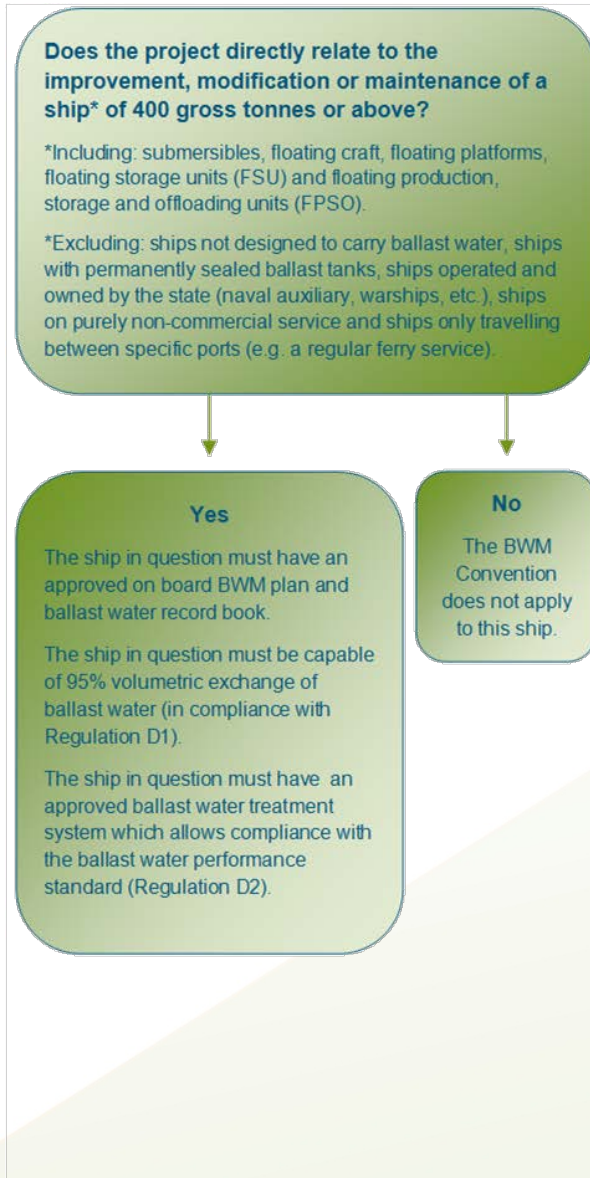 Does the project directly relate to the
improvement, modification or maintenance of a
ship* of 400 gross tonnes or above?
*Including: submersibles, floating craft, floating platforms,
floating storage units (FSU) and floating production,
storage and offloading units (FPSO).
*Excluding: ships not designed to carry ballast water, ships
with permanently sealed ballast tanks, ships operated and
owned by the state (naval auxiliary, warships, etc.), ships
on purely non-commercial service and ships only travelling
between specific ports (e.g. a regular ferry service).
Yes
The ship in question must have an
approved on board BWM plan and
ballast water record book.
The ship in question must be capable
of 95% volumetric exchange of
ballast water (in compliance with
Regulation D1).
The ship in question must have an
approved ballast water treatment
system which allows compliance with
the ballast water performance
standard (Regulation D2).
No
The BWM
Convention
does not apply
to this ship.